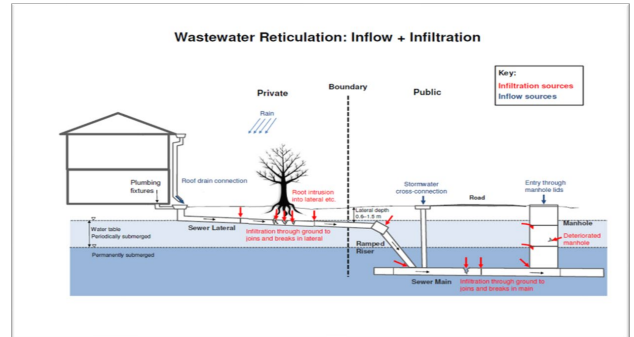 Wastewater Reticulation: Inflow + Infiltration
Key:
Infiltration sources
Inflow sources
Private
Boundary
Public
Rain
Plumbing
fixtures
Roof drain connection
Root intrusion
into lateral etc.
Lateral depth
0.6–1.5 m
Stormwater
cross-connection
Road
Entry through
manhole lids
Water table
Periodically submerged
Sewer Lateral
Infiltration through ground to
joins and breaks in lateral
Ramped
Riser
Manhole
Deteriorated
manhole
Permanently submerged
Sewer Main
Infiltration through ground to
joins and breaks in main